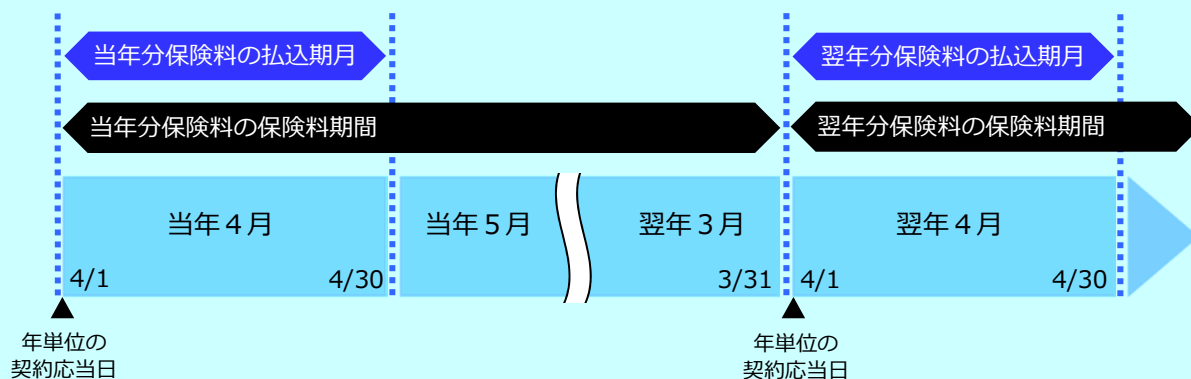 当年分保険料の払込期月
翌年分保険料の払込期月
当年分保険料の保険料期間
翌年分保険料の保険料期間
当年４月
当年５月
翌年３月
翌年４月
4/1
4/30
3/31
4/1
4/30
年単位の
契約応当日
年単位の
契約応当日